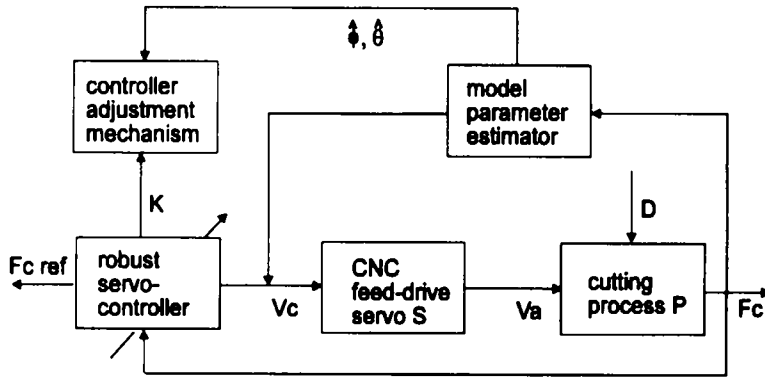 φ̂, θ̂
controller
adjustment
mechanism
model
parameter
estimator
K
D
Fc ref
robust
servo-
controller
Vc
CNC
feed-drive
servo S
Va
cutting
process P
Fc